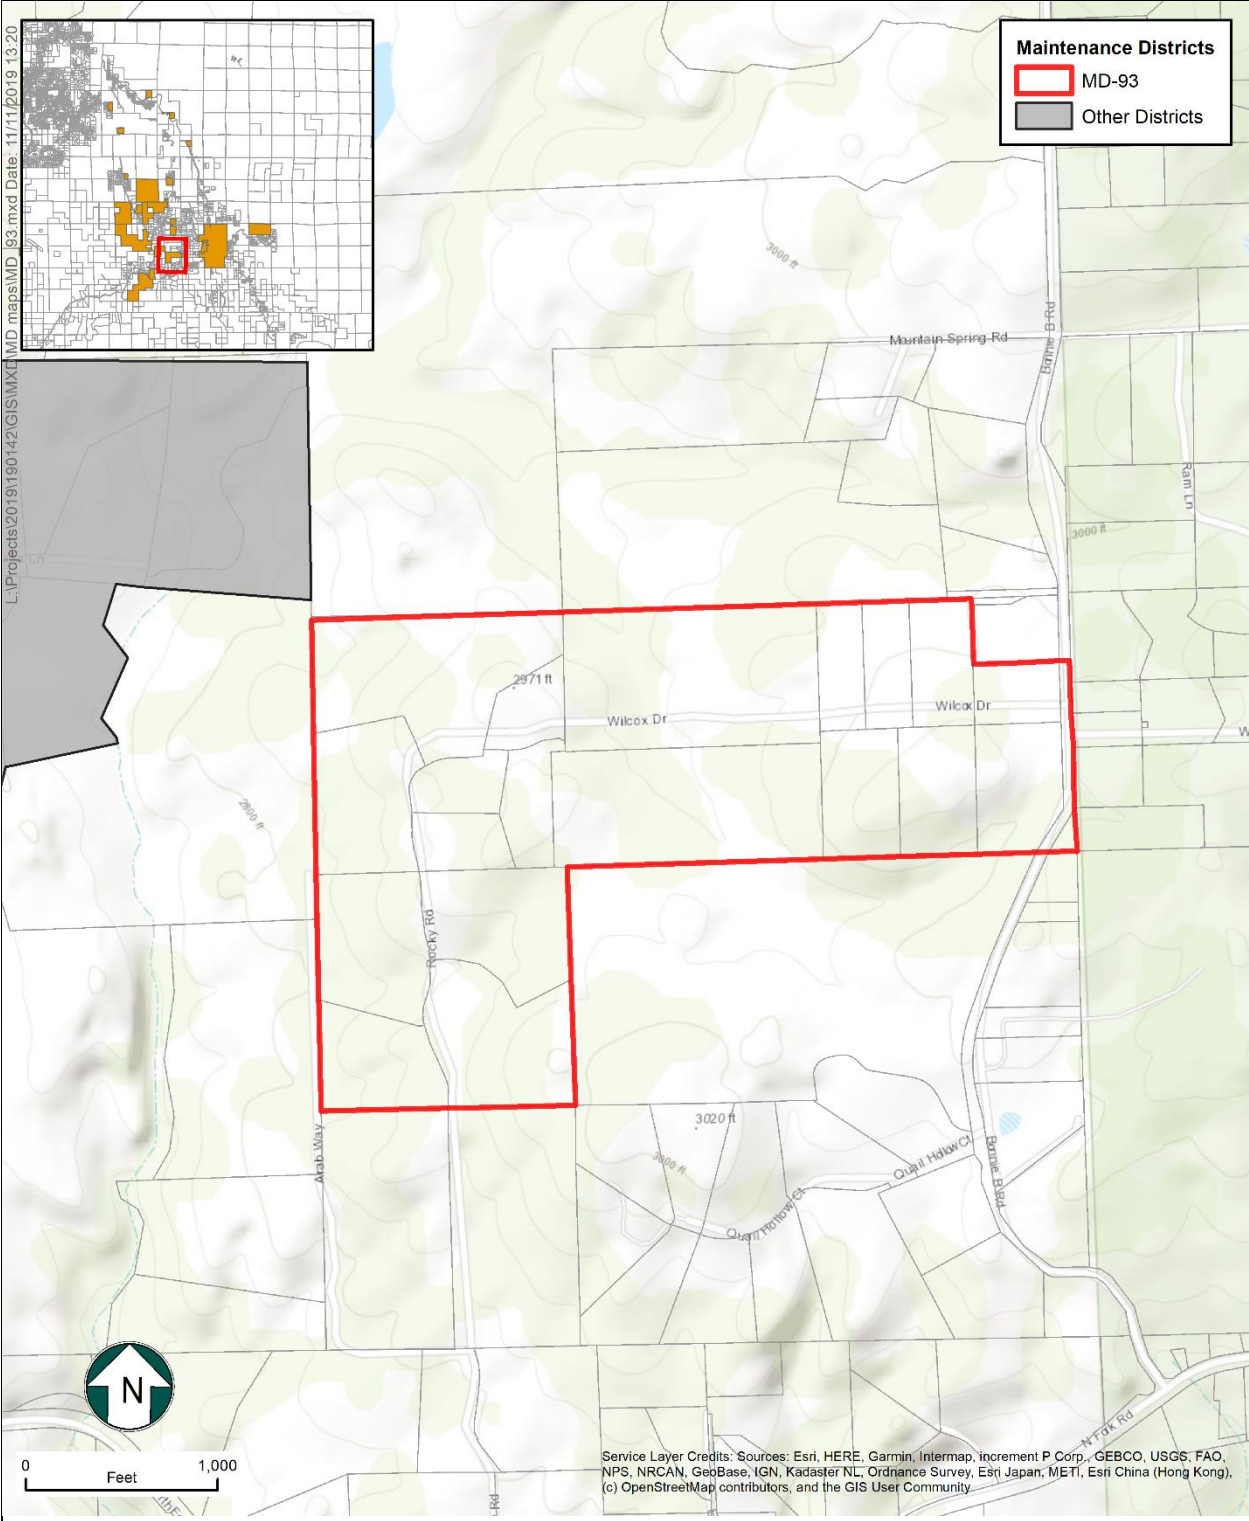 L:\Projects\2019\190142\GIS\MXD\MD maps\MD_93.mxd Date: 11/11/2019 13:20
Maintenance Districts
MD-93
Other Districts
3000 ft
Mountain Spring Rd
Bonnie B Rd
Ram Ln
3000 ft
Ln
2971 ft
Wilcox Dr
Wilcox Dr
W
2800 ft
Rocky Rd
Arab Way
3020 ft
3000 ft
Quail Hollow Ct
Quail Hollow Ct
Bonnie B Rd
N
N Fork Rd
Rd
0 1,000
Feet
Service Layer Credits: Sources: Esri, HERE, Garmin, Intermap, increment P Corp., GEBCO, USGS, FAO,
NPS, NRCAN, GeoBase, IGN, Kadaster NL, Ordnance Survey, Esri Japan, METI, Esri China (Hong Kong),
(c) OpenStreetMap contributors, and the GIS User Community